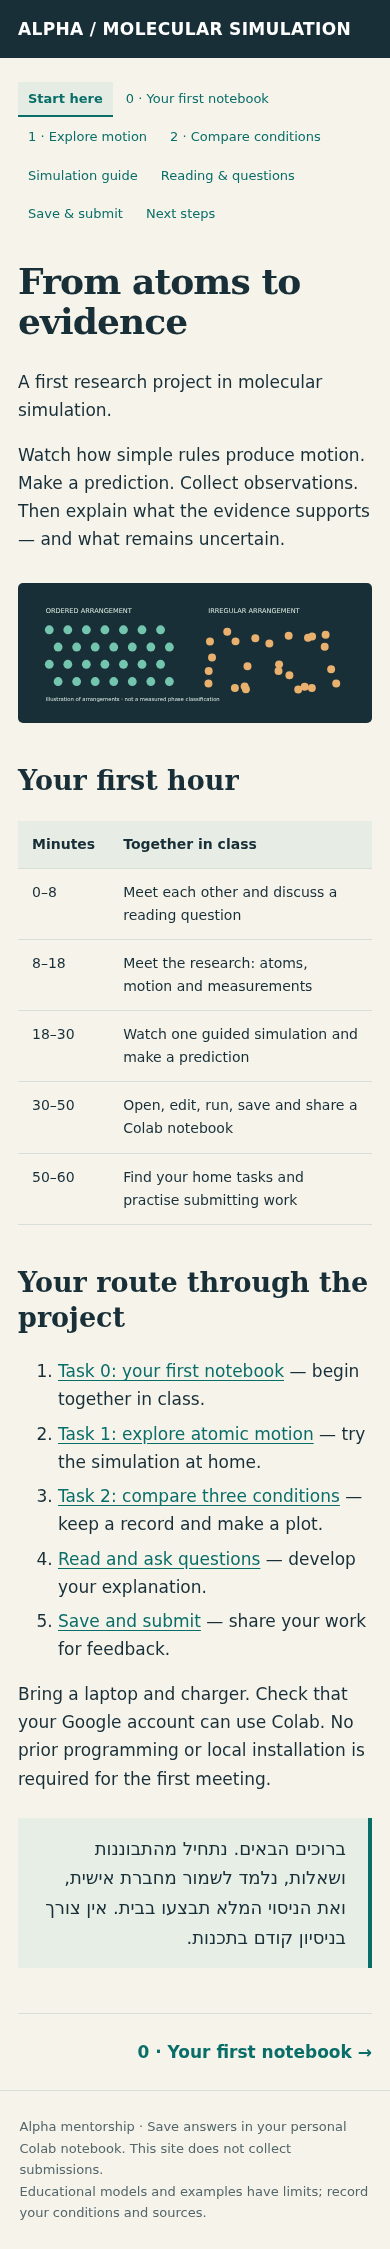 ALPHA / MOLECULAR SIMULATION
Start here
0 · Your first notebook
1 · Explore motion
2 · Compare conditions
Simulation guide
Reading & questions
Save & submit
Next steps
From atoms to
evidence
A first research project in molecular
simulation.
Watch how simple rules produce motion.
Make a prediction. Collect observations.
Then explain what the evidence supports
— and what remains uncertain.
ORDERED ARRANGEMENT
IRREGULAR ARRANGEMENT
Illustration of arrangements · not a measured phase classification
Your first hour
Minutes
Together in class
0–8
Meet each other and discuss a
reading question
8–18
Meet the research: atoms,
motion and measurements
18–30
Watch one guided simulation and
make a prediction
30–50
Open, edit, run, save and share a
Colab notebook
50–60
Find your home tasks and
practise submitting work
Your route through the
project
1. Task 0: your first notebook — begin
together in class.
2. Task 1: explore atomic motion — try
the simulation at home.
3. Task 2: compare three conditions —
keep a record and make a plot.
4. Read and ask questions — develop
your explanation.
5. Save and submit — share your work
for feedback.
Bring a laptop and charger. Check that
your Google account can use Colab. No
prior programming or local installation is
required for the first meeting.
ברוכים הבאים. נתחיל מהתבוננות
ושאלות, נלמד לשמור מחברת אישית,
ואת הניסוי המלא תבצעו בבית. אין צורך
בניסיון קודם בתכנות.
0 · Your first notebook →
Alpha mentorship · Save answers in your personal
Colab notebook. This site does not collect
submissions.
Educational models and examples have limits; record
your conditions and sources.